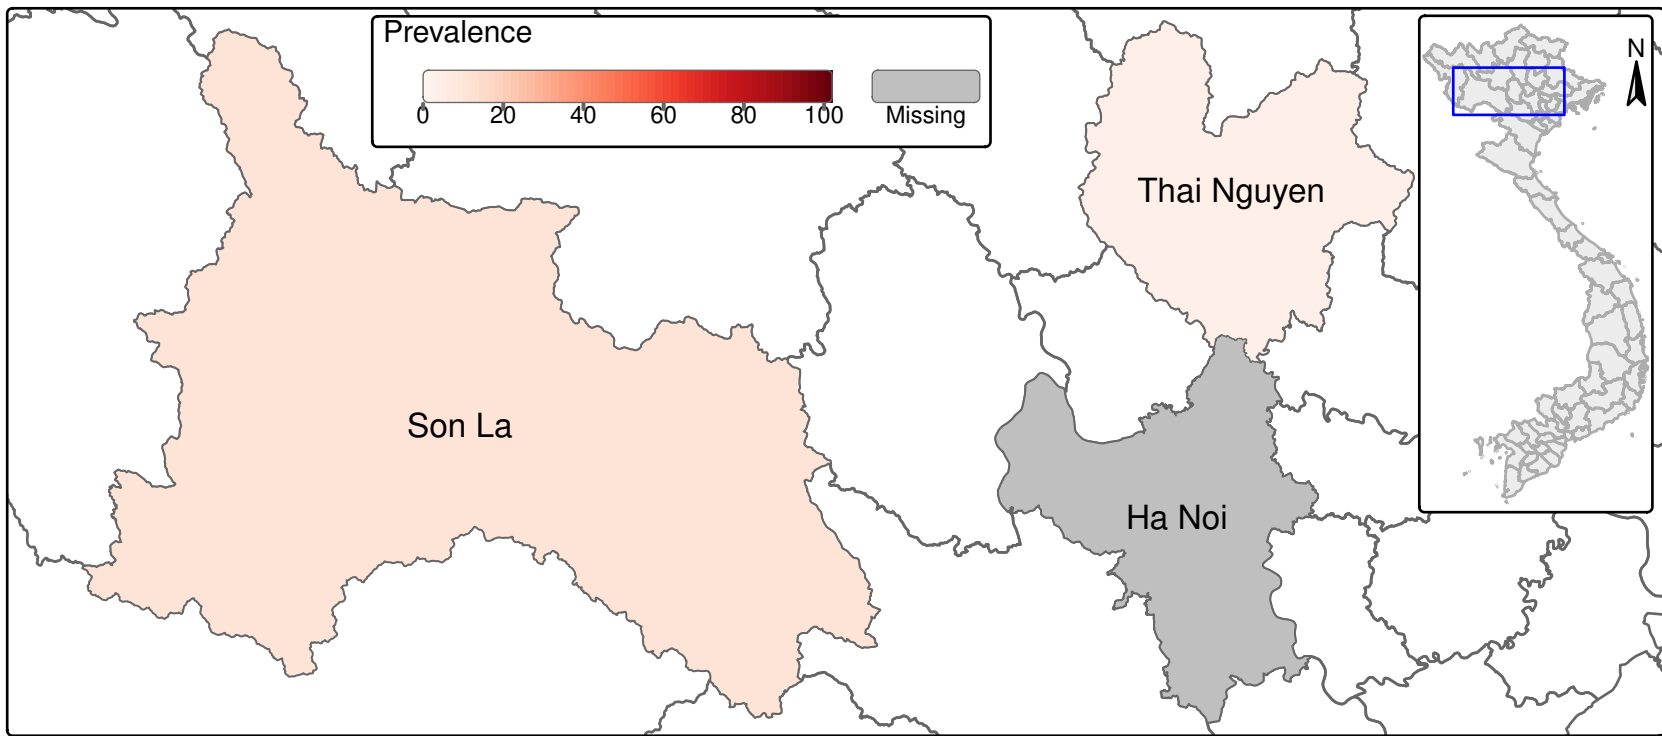 Prevalence
0 20 40 60 80 100
Missing
N
Thai Nguyen
Son La
Ha Noi